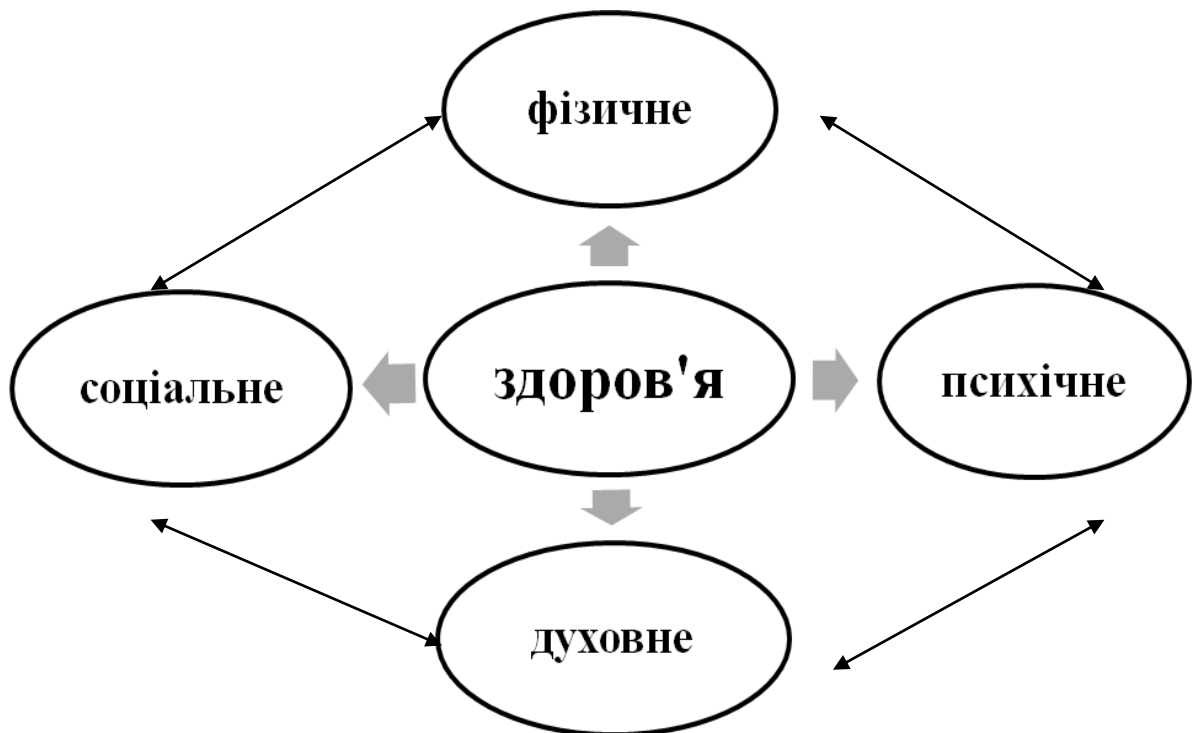 фізичне
соціальне
здоров'я
психічне
духовне